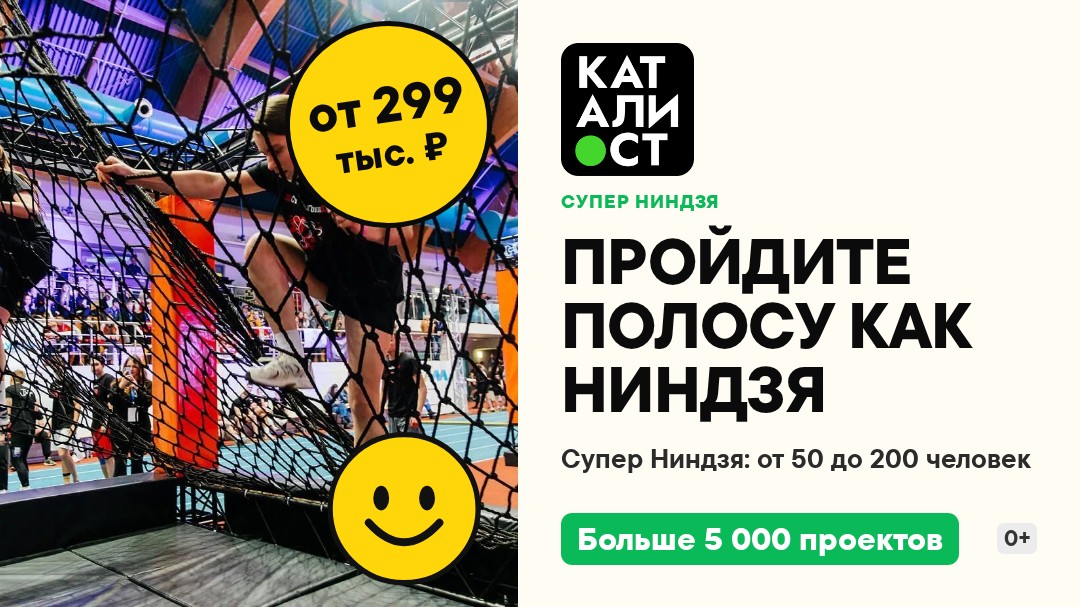 от 299
тыс. ₽
КАТ
АЛИ
СТ
СУПЕР НИНДЗЯ
ПРОЙДИТЕ
ПОЛОСУ КАК
НИНДЗЯ
Супер Ниндзя: от 50 до 200 человек
Больше 5 000 проектов
0+